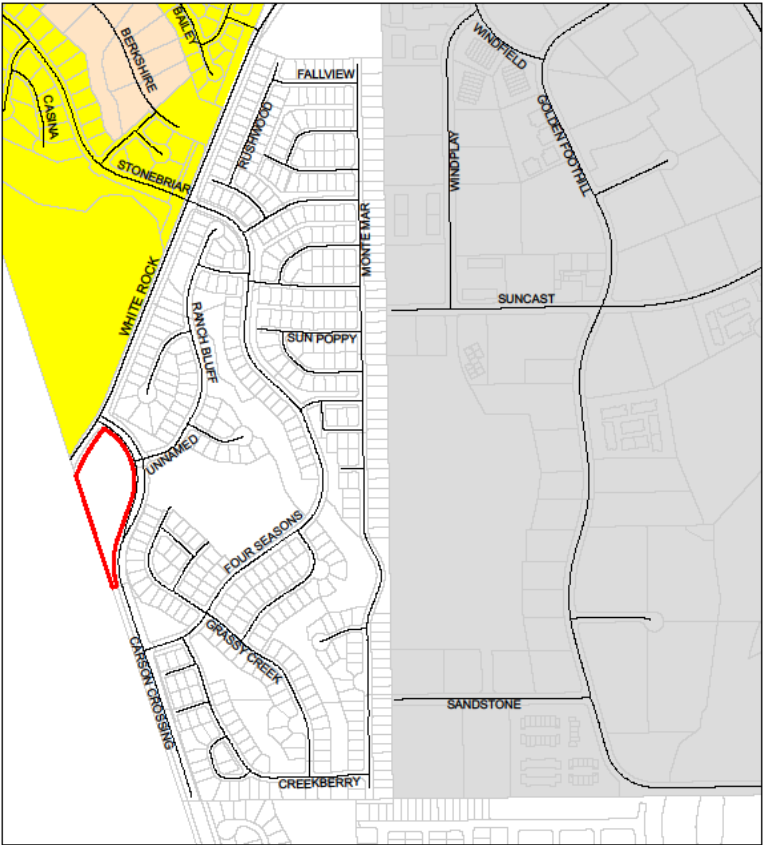 BAILEY
BERKSHIRE
WINDFIELD
FALLVIEW
CASINA
RUSHWOOD
WINDPLAY
GOLDEN FOOTHILL
STONEBRIAR
MONTE MAR
WHITE ROCK
SUNCAST
RANCH BLUFF
SUN POPPY
UNNAMED
FOUR SEASONS
GRASSY CREEK
CARSON CROSSING
SANDSTONE
CREEKBERRY